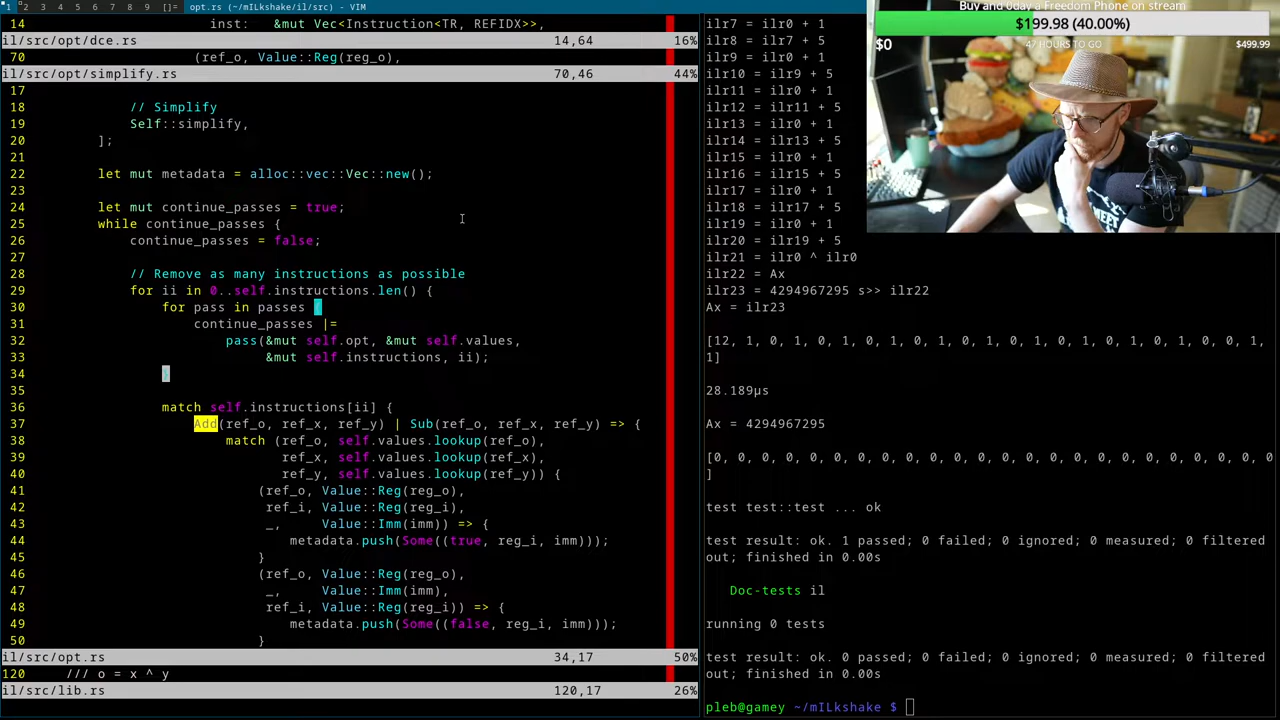 1 2 3 4 5 6 7 8 9 []= opt.rs (~/mILkshake/il/src) - VIM
14 inst: &mut Vec<Instruction<TR, REFIDX>>,
il/src/opt/dce.rs 14,64 16%
70 (ref_o, Value::Reg(reg_o),
il/src/opt/simplify.rs 70,46 44%
17
18 // Simplify
19 Self::simplify,
20 ];
21
22 let mut metadata = alloc::vec::Vec::new();
23
24 let mut continue_passes = true;
25 while continue_passes {
26 continue_passes = false;
27
28 // Remove as many instructions as possible
29 for ii in 0..self.instructions.len() {
30 for pass in passes {
31 continue_passes |=
32 pass(&mut self.opt, &mut self.values,
33 &mut self.instructions, ii);
34 }
35
36 match self.instructions[ii] {
37 Add(ref_o, ref_x, ref_y) | Sub(ref_o, ref_x, ref_y) => {
38 match (ref_o, self.values.lookup(ref_o),
39 ref_x, self.values.lookup(ref_x),
40 ref_y, self.values.lookup(ref_y)) {
41 (ref_o, Value::Reg(reg_o),
42 ref_i, Value::Reg(reg_i),
43 _, Value::Imm(imm)) => {
44 metadata.push(Some((true, reg_i, imm)));
45 }
46 (ref_o, Value::Reg(reg_o),
47 _, Value::Imm(imm),
48 ref_i, Value::Reg(reg_i)) => {
49 metadata.push(Some((false, reg_i, imm)));
50 }
il/src/opt.rs 34,17 50%
120 /// o = x ^ y
il/src/lib.rs 120,17 26%
ilr7 = ilr0 + 1
ilr8 = ilr7 + 5
ilr9 = ilr0 + 1
ilr10 = ilr9 + 5
ilr11 = ilr0 + 1
ilr12 = ilr11 + 5
ilr13 = ilr0 + 1
ilr14 = ilr13 + 5
ilr15 = ilr0 + 1
ilr16 = ilr15 + 5
ilr17 = ilr0 + 1
ilr18 = ilr17 + 5
ilr19 = ilr0 + 1
ilr20 = ilr19 + 5
ilr21 = ilr0 ^ ilr0
ilr22 = Ax
ilr23 = 4294967295 s>> ilr22
Ax = ilr23
[12, 1, 0, 1, 0, 1, 0, 1, 0, 1, 0, 1, 0, 1, 0, 1, 0, 1, 0, 1, 0, 0, 1,
1]
28.189µs
Ax = 4294967295
[0, 0, 0, 0, 0, 0, 0, 0, 0, 0, 0, 0, 0, 0, 0, 0, 0, 0, 0, 0, 0, 0, 0, 0
]
test test::test ... ok
test result: ok. 1 passed; 0 failed; 0 ignored; 0 measured; 0 filtered
out; finished in 0.00s
Doc-tests il
running 0 tests
test result: ok. 0 passed; 0 failed; 0 ignored; 0 measured; 0 filtered
out; finished in 0.00s
pleb@gamey ~/mILkshake $
Buy and 0day a Freedom Phone on stream
$199.98 (40.00%)
$0 47 HOURS TO GO $499.99